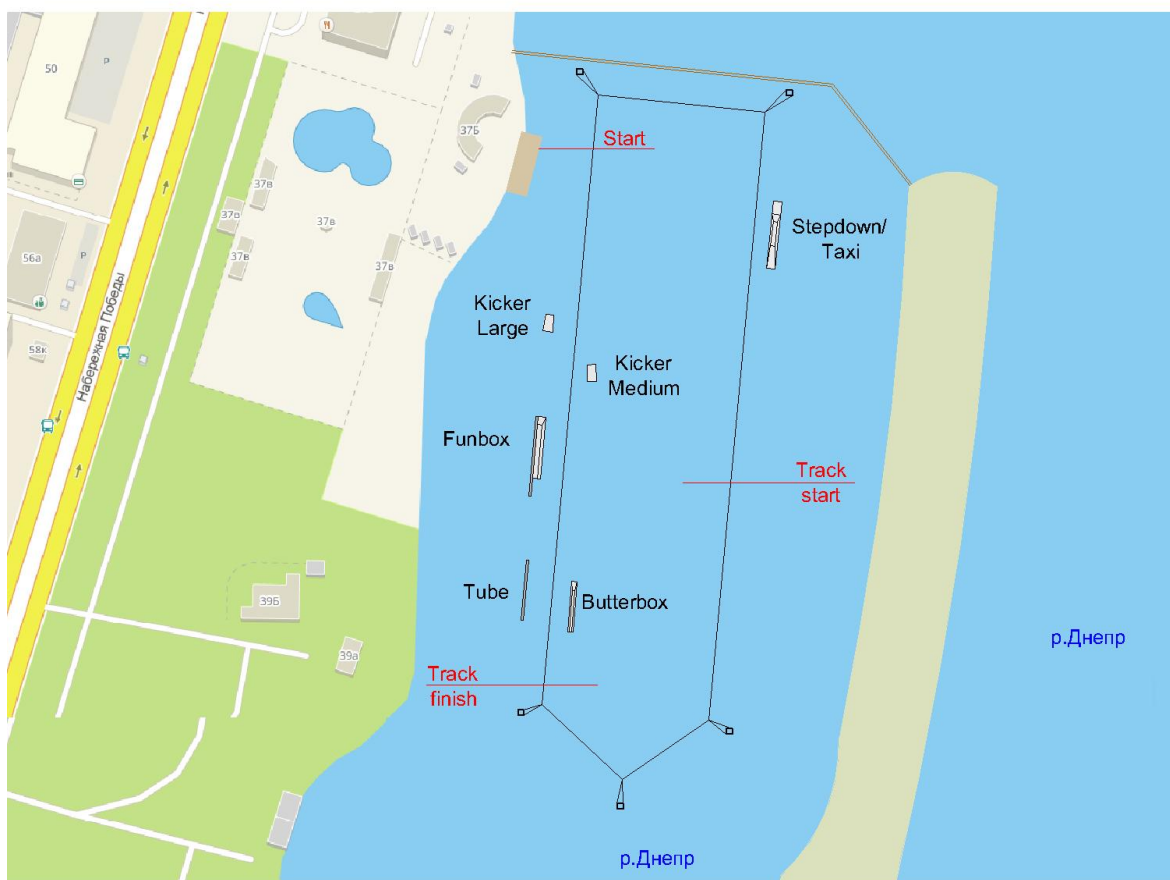 50
P
37Б
Start
37в
37в
37в
37в
37в
56а
P
58к
Набережная Победы
Stepdown/
Taxi
Kicker
Large
Kicker
Medium
Funbox
Track
start
Tube
Butterbox
39Б
39а
Track
finish
р.Днепр
р.Днепр